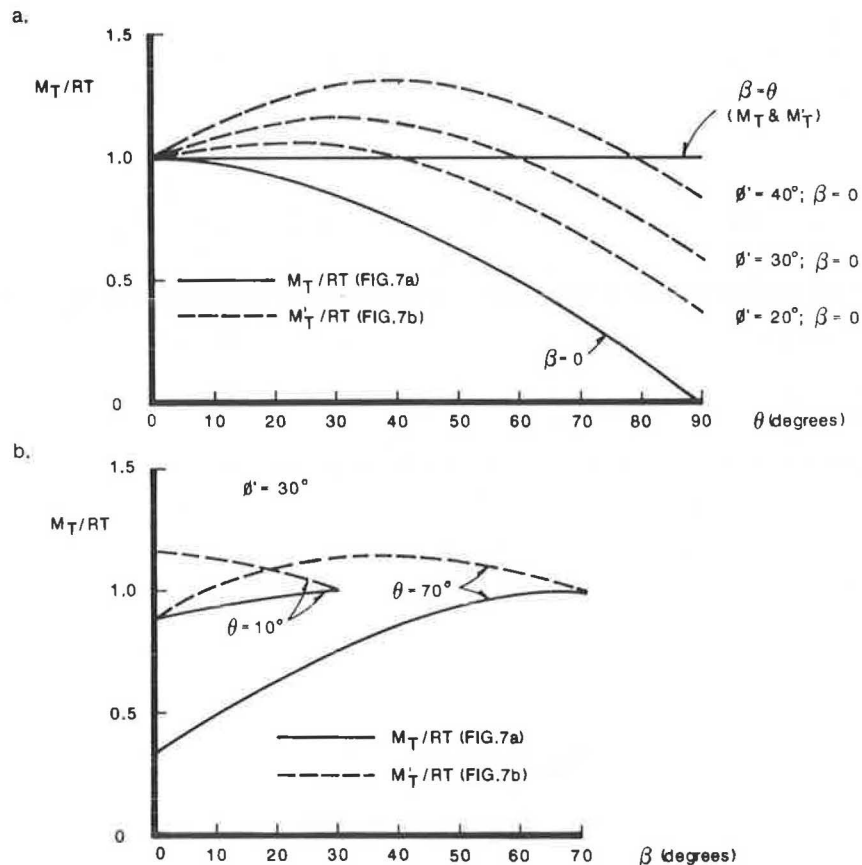 a.
1.5
M_T/RT
β=θ
(M_T & M'_T)
1.0
ø' = 40°; β = 0
ø' = 30°; β = 0
0.5
M_T/RT (FIG.7a)
M'_T/RT (FIG.7b)
ø' = 20°; β = 0
β = 0
0
0 10 20 30 40 50 60 70 80 90 θ (degrees)
b.
1.5
ø' = 30°
M_T/RT
1.0
θ = 70°
θ = 10°
0.5
M_T/RT (FIG.7a)
M'_T/RT (FIG.7b)
0
0 10 20 30 40 50 60 70 β (degrees)